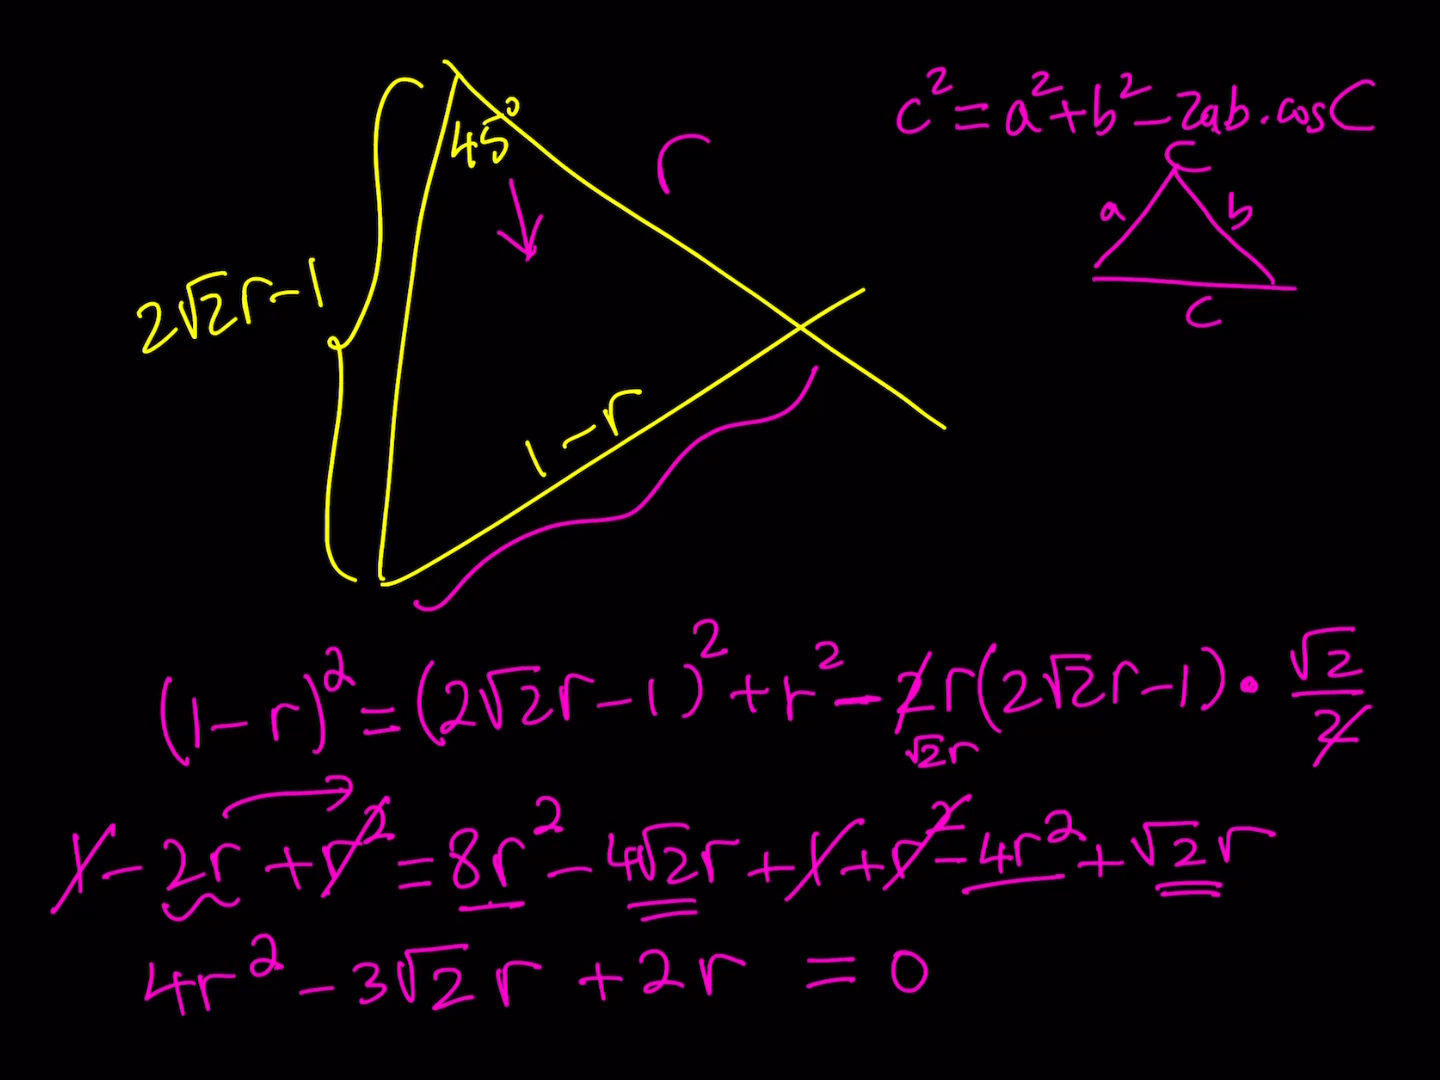 c² = a² + b² - 2ab·cosC
45°
r
C
a
b
c
2√2r-1
1-r
(1-r)² = (2√2r-1)² + r² - 2r(2√2r-1)·√2/2
√2r
1 - 2r + r² = 8r² - 4√2r + 1 + r² - 4r² + √2r
4r² - 3√2r + 2r = 0